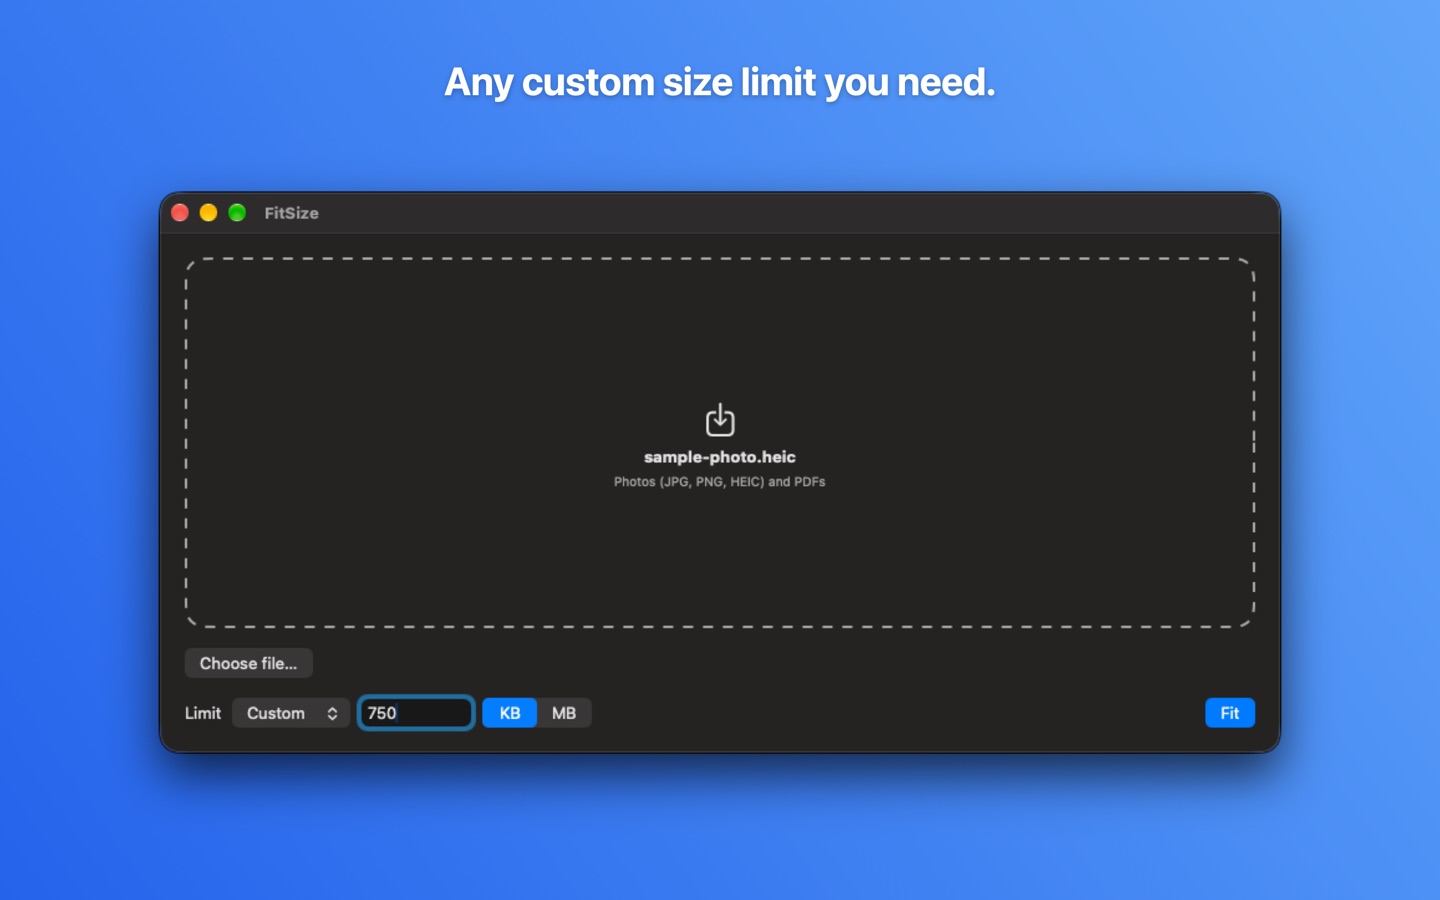 Any custom size limit you need.
FitSize
sample-photo.heic
Photos (JPG, PNG, HEIC) and PDFs
Choose file...
Limit Custom 750 KB MB Fit